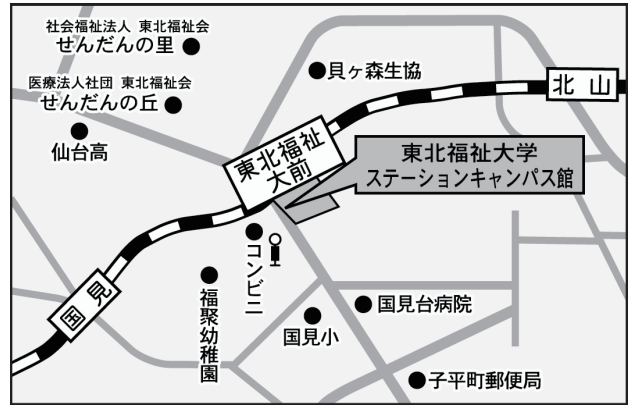 社会福祉法人 東北福祉会
せんだんの里
医療法人社団 東北福祉会
せんだんの丘
仙台高
貝ヶ森生協
北山
東北福祉
大前
東北福祉大学
ステーションキャンパス館
国見
コンビニ
福聚幼稚園
国見小
国見台病院
子平町郵便局